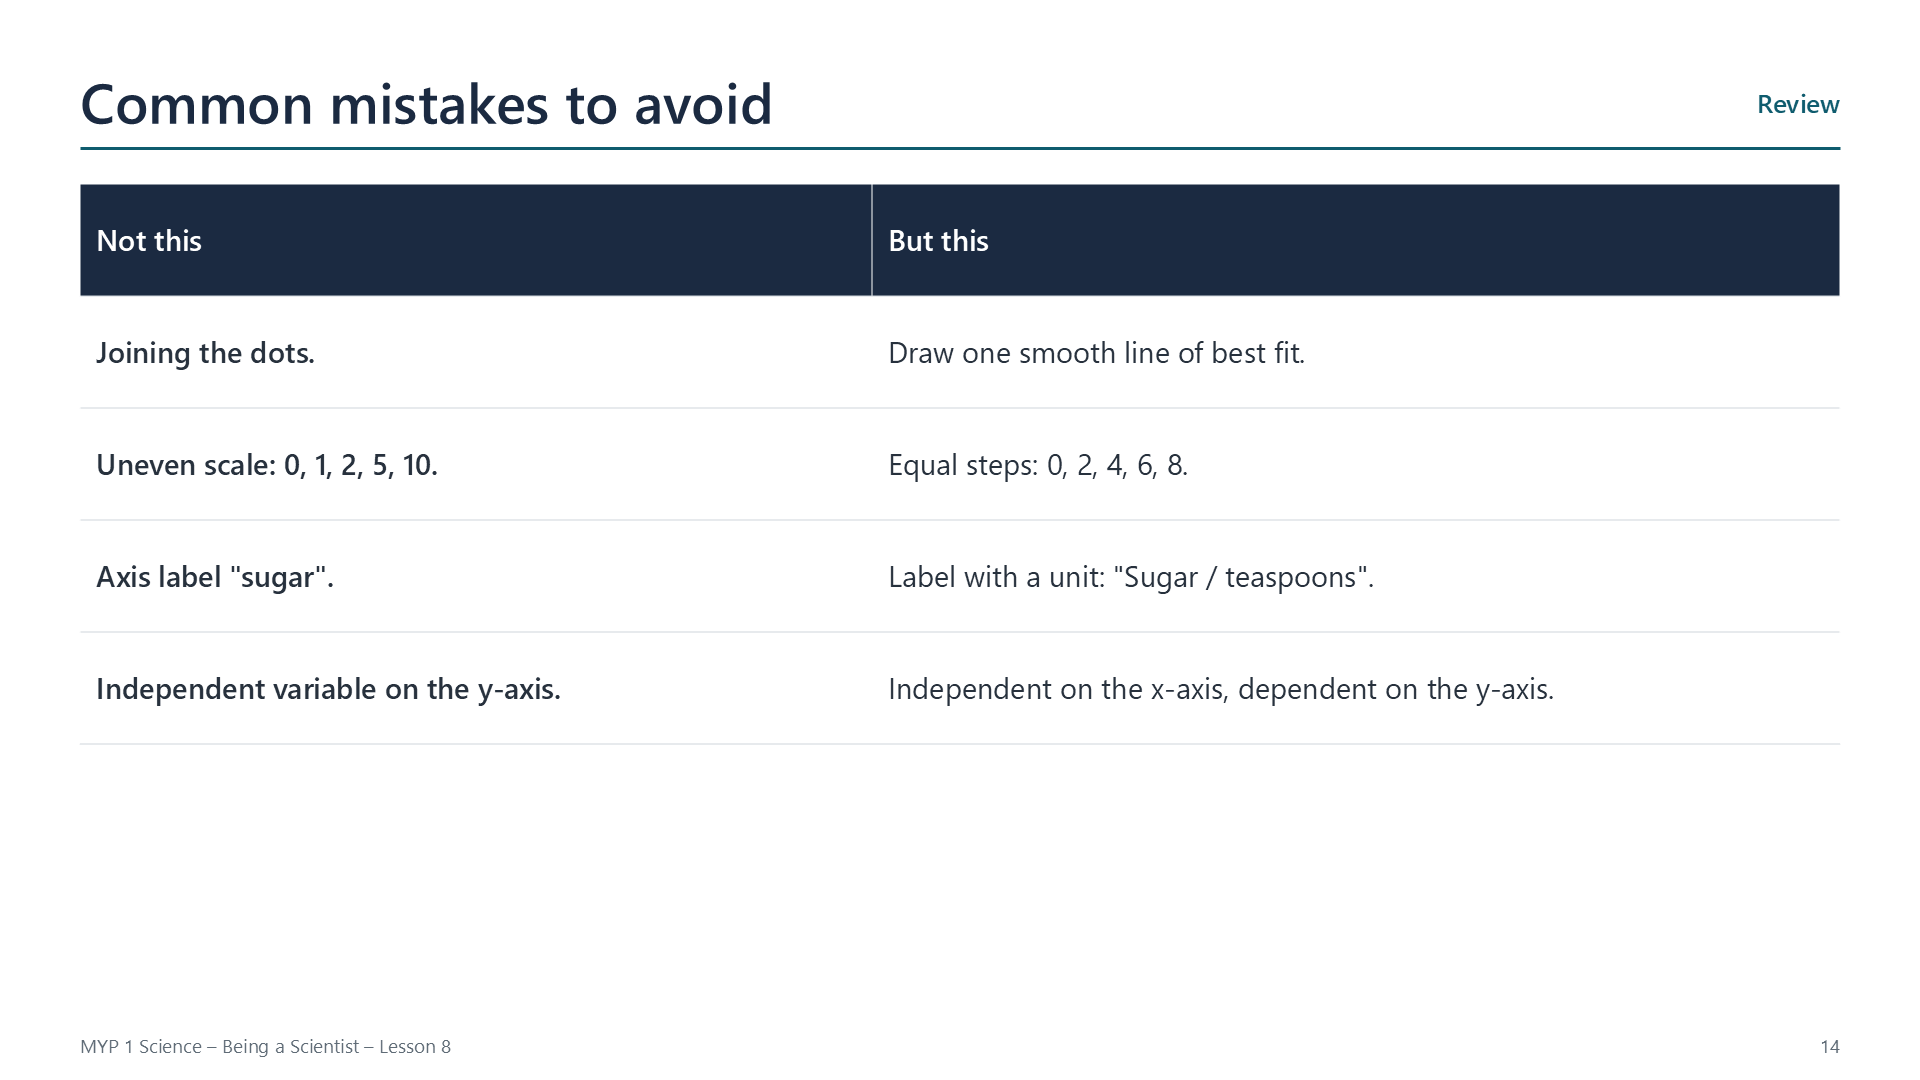 Common mistakes to avoid
Review
Not this
But this
Joining the dots.
Draw one smooth line of best fit.
Uneven scale: 0, 1, 2, 5, 10.
Equal steps: 0, 2, 4, 6, 8.
Axis label "sugar".
Label with a unit: "Sugar / teaspoons".
Independent variable on the y-axis.
Independent on the x-axis, dependent on the y-axis.
MYP 1 Science – Being a Scientist – Lesson 8
14